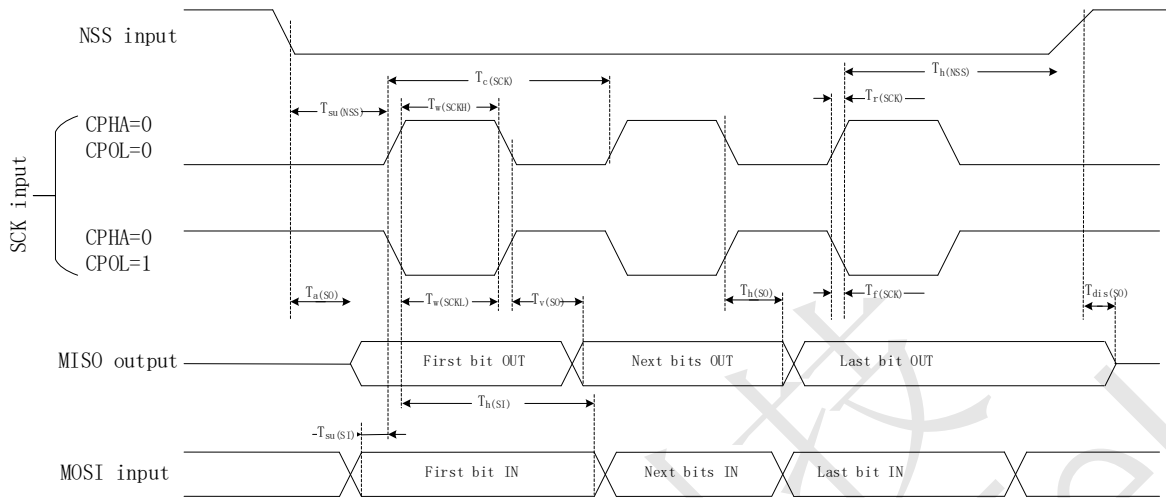 NSS input
Tc(SCK)
Th(NSS)
Tsu(NSS)
Tw(SCKH)
Tr(SCK)
CPHA=0
CPOL=0
SCK input
CPHA=0
CPOL=1
Ta(SO)
Tw(SCKL)
Tv(SO)
Th(SO)
Tf(SCK)
Tdis(SO)
MISO output
First bit OUT
Next bits OUT
Last bit OUT
Th(SI)
Tsu(SI)
MOSI input
First bit IN
Next bits IN
Last bit IN